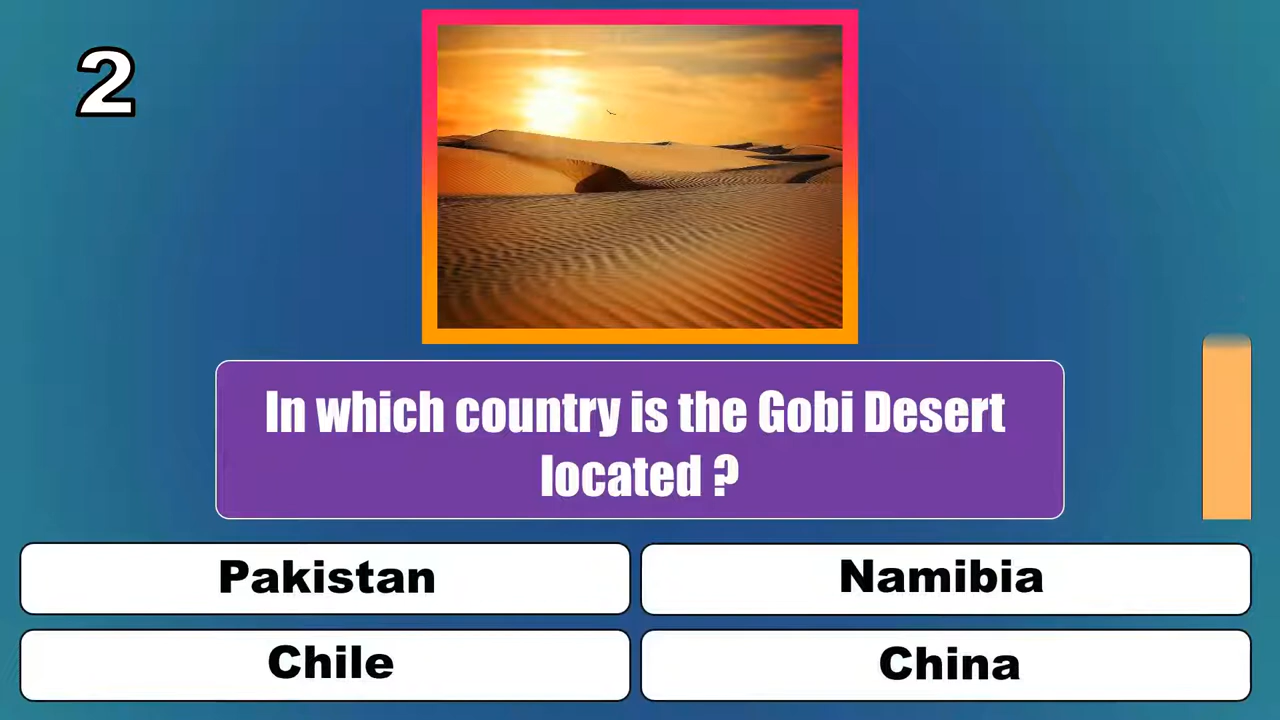 2
In which country is the Gobi Desert
located ?
Pakistan
Namibia
Chile
China